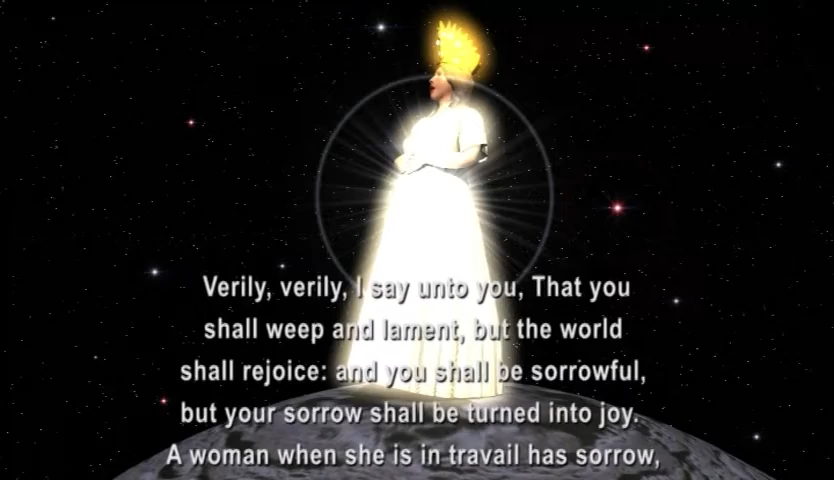 Verily, verily, I say unto you, That you
shall weep and lament, but the world
shall rejoice: and you shall be sorrowful,
but your sorrow shall be turned into joy.
A woman when she is in travail has sorrow,